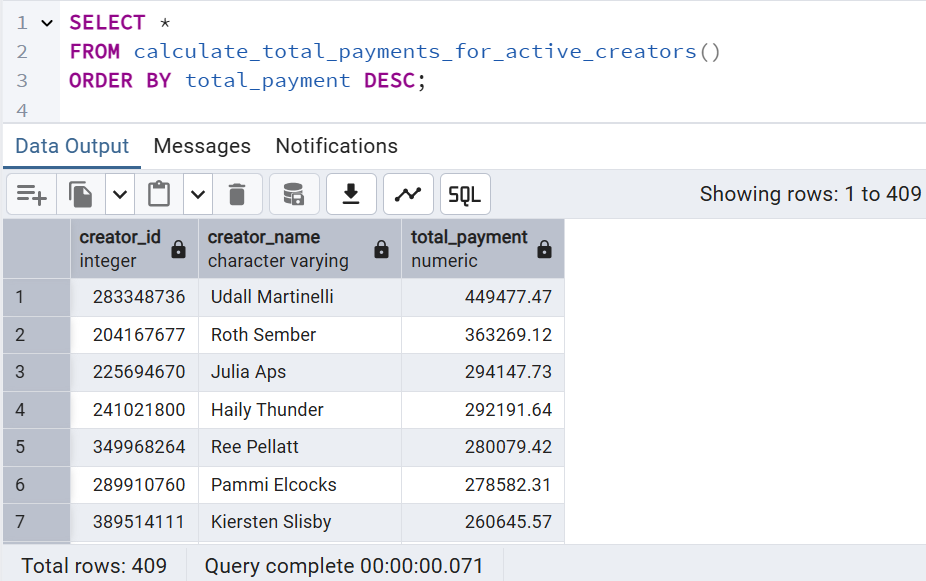 1 SELECT *
2 FROM calculate_total_payments_for_active_creators()
3 ORDER BY total_payment DESC;
4
Data Output Messages Notifications
SQL Showing rows: 1 to 409
creator_id creator_name total_payment
integer character varying numeric
1 283348736 Udall Martinelli 449477.47
2 204167677 Roth Sember 363269.12
3 225694670 Julia Aps 294147.73
4 241021800 Haily Thunder 292191.64
5 349968264 Ree Pellatt 280079.42
6 289910760 Pammi Elcocks 278582.31
7 389514111 Kiersten Slisby 260645.57
Total rows: 409 Query complete 00:00:00.071